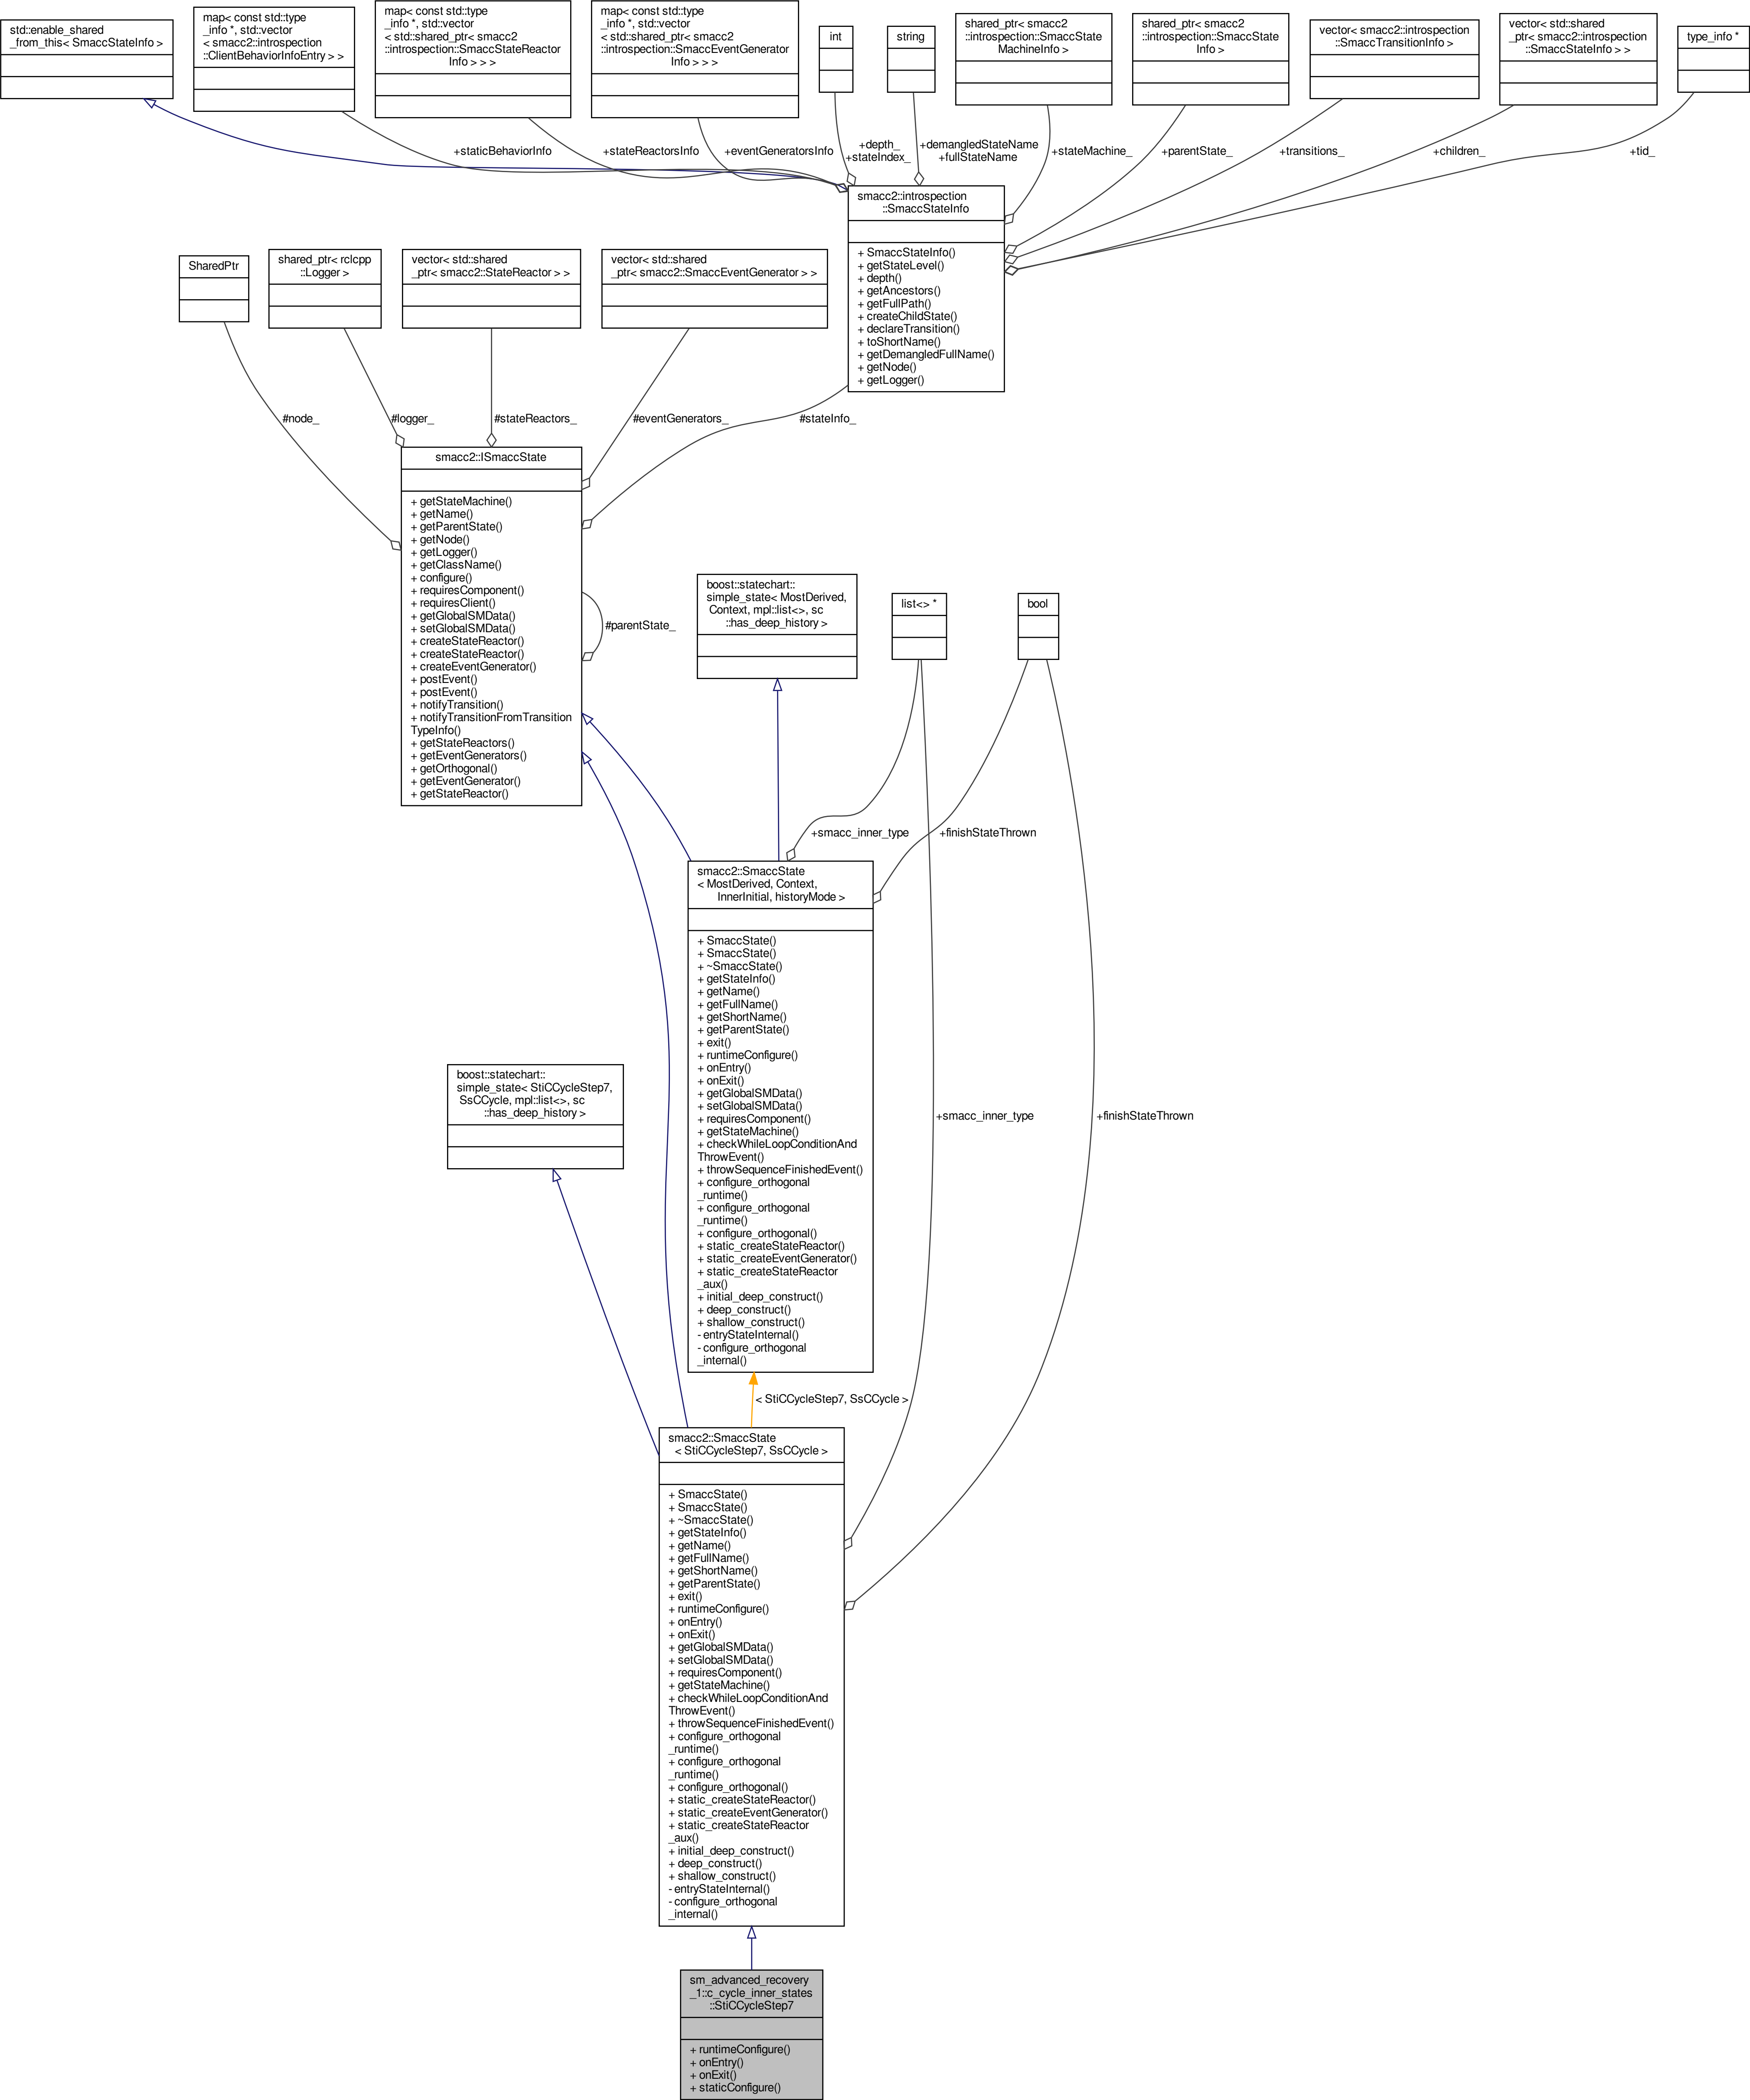 std::enable_shared
_from_this< SmaccStateInfo >
map< const std::type
_info *, std::vector
< smacc2::introspection
::ClientBehaviorInfoEntry > >
map< const std::type
_info *, std::vector
< std::shared_ptr< smacc2
::introspection::SmaccStateReactor
Info > > >
map< const std::type
_info *, std::vector
< std::shared_ptr< smacc2
::introspection::SmaccEventGenerator
Info > > >
int
string
shared_ptr< smacc2
::introspection::SmaccState
MachineInfo >
shared_ptr< smacc2
::introspection::SmaccState
Info >
vector< smacc2::introspection
::SmaccTransitionInfo >
vector< std::shared
_ptr< smacc2::introspection
::SmaccStateInfo > >
type_info *
+staticBehaviorInfo
+stateReactorsInfo
+eventGeneratorsInfo
+depth_
+stateIndex_
+demangledStateName
+fullStateName
+stateMachine_
+parentState_
+transitions_
+children_
+tid_
smacc2::introspection
::SmaccStateInfo
+ SmaccStateInfo()
+ getStateLevel()
+ depth()
+ getAncestors()
+ getFullPath()
+ createChildState()
+ declareTransition()
+ toShortName()
+ getDemangledFullName()
+ getNode()
+ getLogger()
SharedPtr
shared_ptr< rclcpp
::Logger >
vector< std::shared
_ptr< smacc2::StateReactor > >
vector< std::shared
_ptr< smacc2::SmaccEventGenerator > >
#node_
#logger_
#stateReactors_
#eventGenerators_
#stateInfo_
smacc2::ISmaccState
+ getStateMachine()
+ getName()
+ getParentState()
+ getNode()
+ getLogger()
+ getClassName()
+ configure()
+ requiresComponent()
+ requiresClient()
+ getGlobalSMData()
+ setGlobalSMData()
+ createStateReactor()
+ createStateReactor()
+ createEventGenerator()
+ postEvent()
+ postEvent()
+ notifyTransition()
+ notifyTransitionFromTransition
TypeInfo()
+ getStateReactors()
+ getEventGenerators()
+ getOrthogonal()
+ getEventGenerator()
+ getStateReactor()
#parentState_
boost::statechart::
simple_state< MostDerived,
Context, mpl::list<>, sc
::has_deep_history >
list<> *
bool
+smacc_inner_type
+finishStateThrown
smacc2::SmaccState
< MostDerived, Context,
InnerInitial, historyMode >
+ SmaccState()
+ SmaccState()
+ ~SmaccState()
+ getStateInfo()
+ getName()
+ getFullName()
+ getShortName()
+ getParentState()
+ exit()
+ runtimeConfigure()
+ onEntry()
+ onExit()
+ getGlobalSMData()
+ setGlobalSMData()
+ requiresComponent()
+ getStateMachine()
+ checkWhileLoopConditionAnd
ThrowEvent()
+ throwSequenceFinishedEvent()
+ configure_orthogonal
_runtime()
+ configure_orthogonal
_runtime()
+ configure_orthogonal()
+ static_createStateReactor()
+ static_createEventGenerator()
+ static_createStateReactor
_aux()
+ initial_deep_construct()
+ deep_construct()
+ shallow_construct()
- entryStateInternal()
- configure_orthogonal
_internal()
boost::statechart::
simple_state< StiCCycleStep7,
SsCCycle, mpl::list<>, sc
::has_deep_history >
+smacc_inner_type
+finishStateThrown
< StiCCycleStep7, SsCCycle >
smacc2::SmaccState
< StiCCycleStep7, SsCCycle >
+ SmaccState()
+ SmaccState()
+ ~SmaccState()
+ getStateInfo()
+ getName()
+ getFullName()
+ getShortName()
+ getParentState()
+ exit()
+ runtimeConfigure()
+ onEntry()
+ onExit()
+ getGlobalSMData()
+ setGlobalSMData()
+ requiresComponent()
+ getStateMachine()
+ checkWhileLoopConditionAnd
ThrowEvent()
+ throwSequenceFinishedEvent()
+ configure_orthogonal
_runtime()
+ configure_orthogonal
_runtime()
+ configure_orthogonal()
+ static_createStateReactor()
+ static_createEventGenerator()
+ static_createStateReactor
_aux()
+ initial_deep_construct()
+ deep_construct()
+ shallow_construct()
- entryStateInternal()
- configure_orthogonal
_internal()
sm_advanced_recovery
_1::c_cycle_inner_states
::StiCCycleStep7
+ runtimeConfigure()
+ onEntry()
+ onExit()
+ staticConfigure()